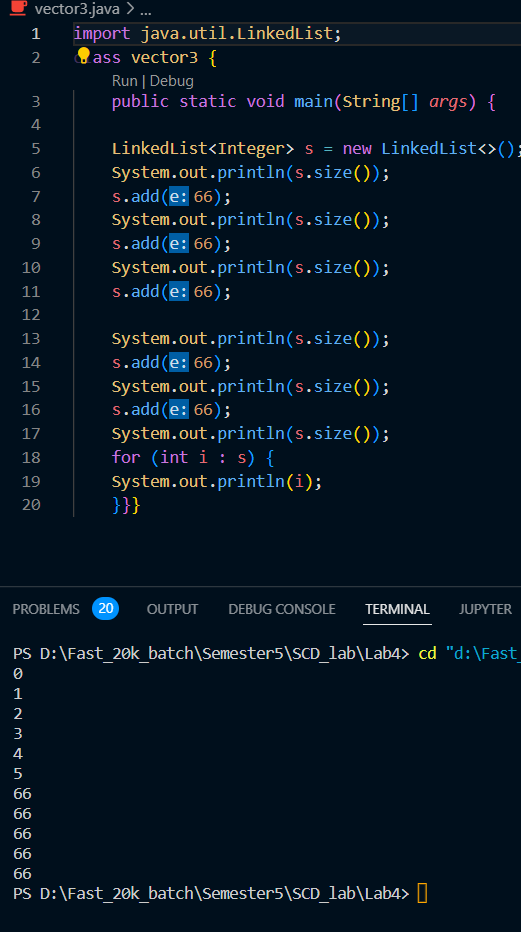 vector3.java > ...
1 import java.util.LinkedList;
2 ass vector3 {
Run | Debug
3 public static void main(String[] args) {
4
5 LinkedList<Integer> s = new LinkedList<>();
6 System.out.println(s.size());
7 s.add(e: 66);
8 System.out.println(s.size());
9 s.add(e: 66);
10 System.out.println(s.size());
11 s.add(e: 66);
12
13 System.out.println(s.size());
14 s.add(e: 66);
15 System.out.println(s.size());
16 s.add(e: 66);
17 System.out.println(s.size());
18 for (int i : s) {
19 System.out.println(i);
20 }}}
PROBLEMS 20 OUTPUT DEBUG CONSOLE TERMINAL JUPYTER
PS D:\Fast_20k_batch\Semester5\SCD_lab\Lab4> cd "d:\Fast_
0
1
2
3
4
5
66
66
66
66
66
PS D:\Fast_20k_batch\Semester5\SCD_lab\Lab4>